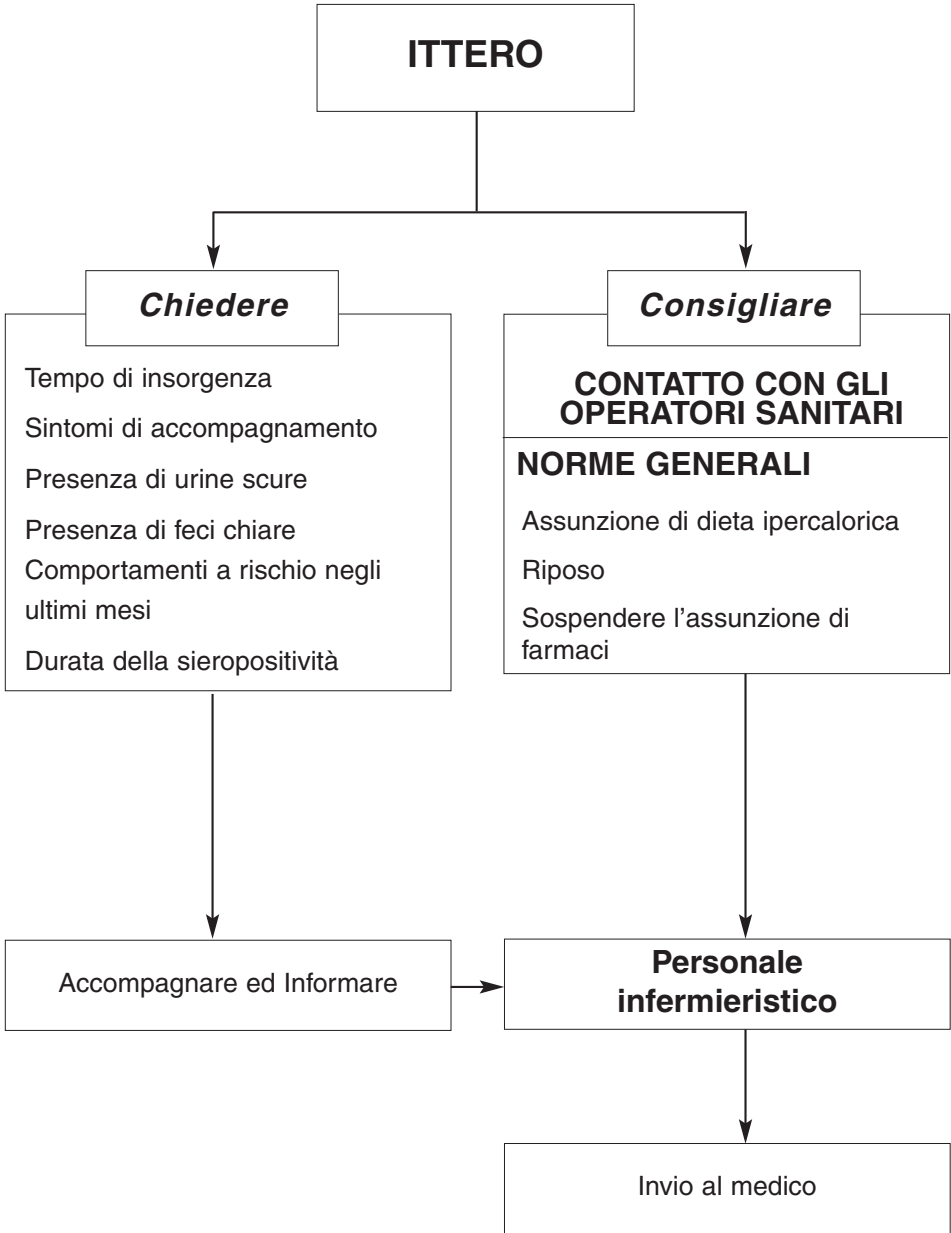 ITTERO
Chiedere
Tempo di insorgenza
Sintomi di accompagnamento
Presenza di urine scure
Presenza di feci chiare
Comportamenti a rischio negli
ultimi mesi
Durata della sieropositività
Consigliare
CONTATTO CON GLI
OPERATORI SANITARI
NORME GENERALI
Assunzione di dieta ipercalorica
Riposo
Sospendere l'assunzione di
farmaci
Accompagnare ed Informare
Personale
infermieristico
Invio al medico